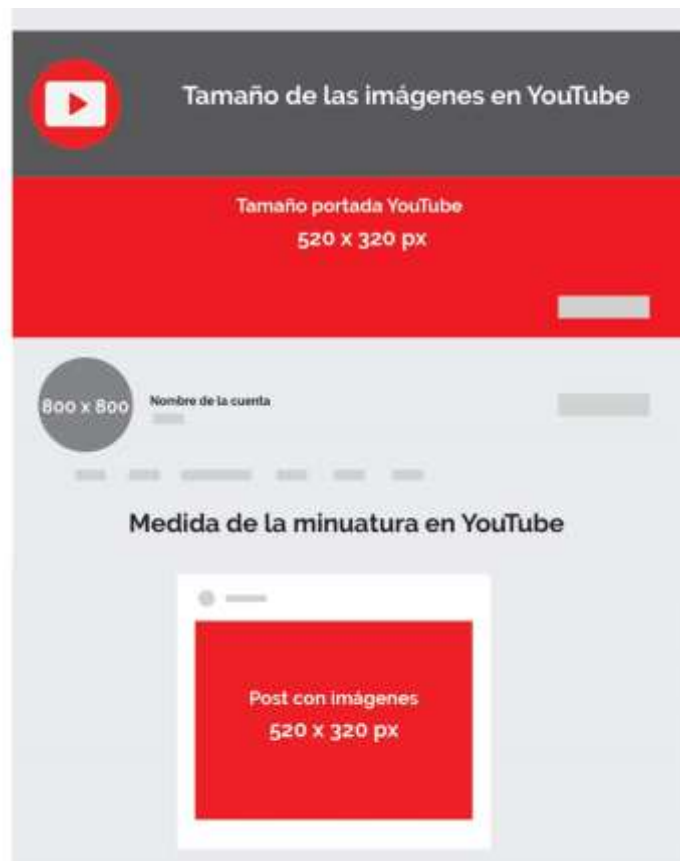 Tamaño de las imágenes en YouTube
Tamaño portada YouTube
520 x 320 px
800 x 800
Nombre de la cuenta
Medida de la minuatura en YouTube
Post con imágenes
520 x 320 px